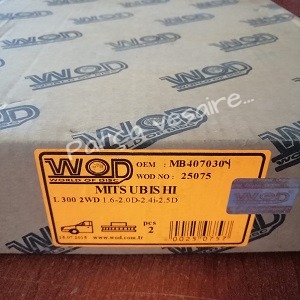 WOD
WORLD OF DISC
OEM : MB407030
WOD NO : 25075
MITSUBISHI
L 300 2WD 1.6-2.0D-2.4i-2.5D
pcs
2
www.wod.com.tr
WOD